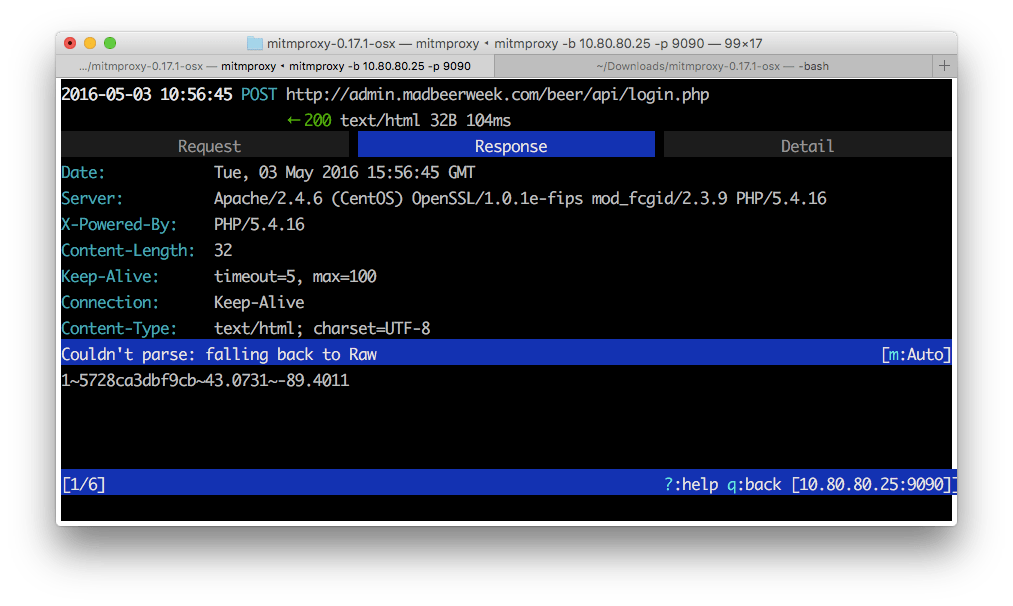 mitmproxy-0.17.1-osx — mitmproxy ◂ mitmproxy -b 10.80.80.25 -p 9090 — 99×17
.../mitmproxy-0.17.1-osx — mitmproxy ◂ mitmproxy -b 10.80.80.25 -p 9090 ~/Downloads/mitmproxy-0.17.1-osx — -bash +
2016-05-03 10:56:45 POST http://admin.madbeerweek.com/beer/api/login.php
←200 text/html 32B 104ms
Request Response Detail
Date: Tue, 03 May 2016 15:56:45 GMT
Server: Apache/2.4.6 (CentOS) OpenSSL/1.0.1e-fips mod_fcgid/2.3.9 PHP/5.4.16
X-Powered-By: PHP/5.4.16
Content-Length: 32
Keep-Alive: timeout=5, max=100
Connection: Keep-Alive
Content-Type: text/html; charset=UTF-8
Couldn't parse: falling back to Raw [m:Auto]
1~5728ca3dbf9cb~43.0731~-89.4011
[1/6] ?:help q:back [10.80.80.25:9090]]